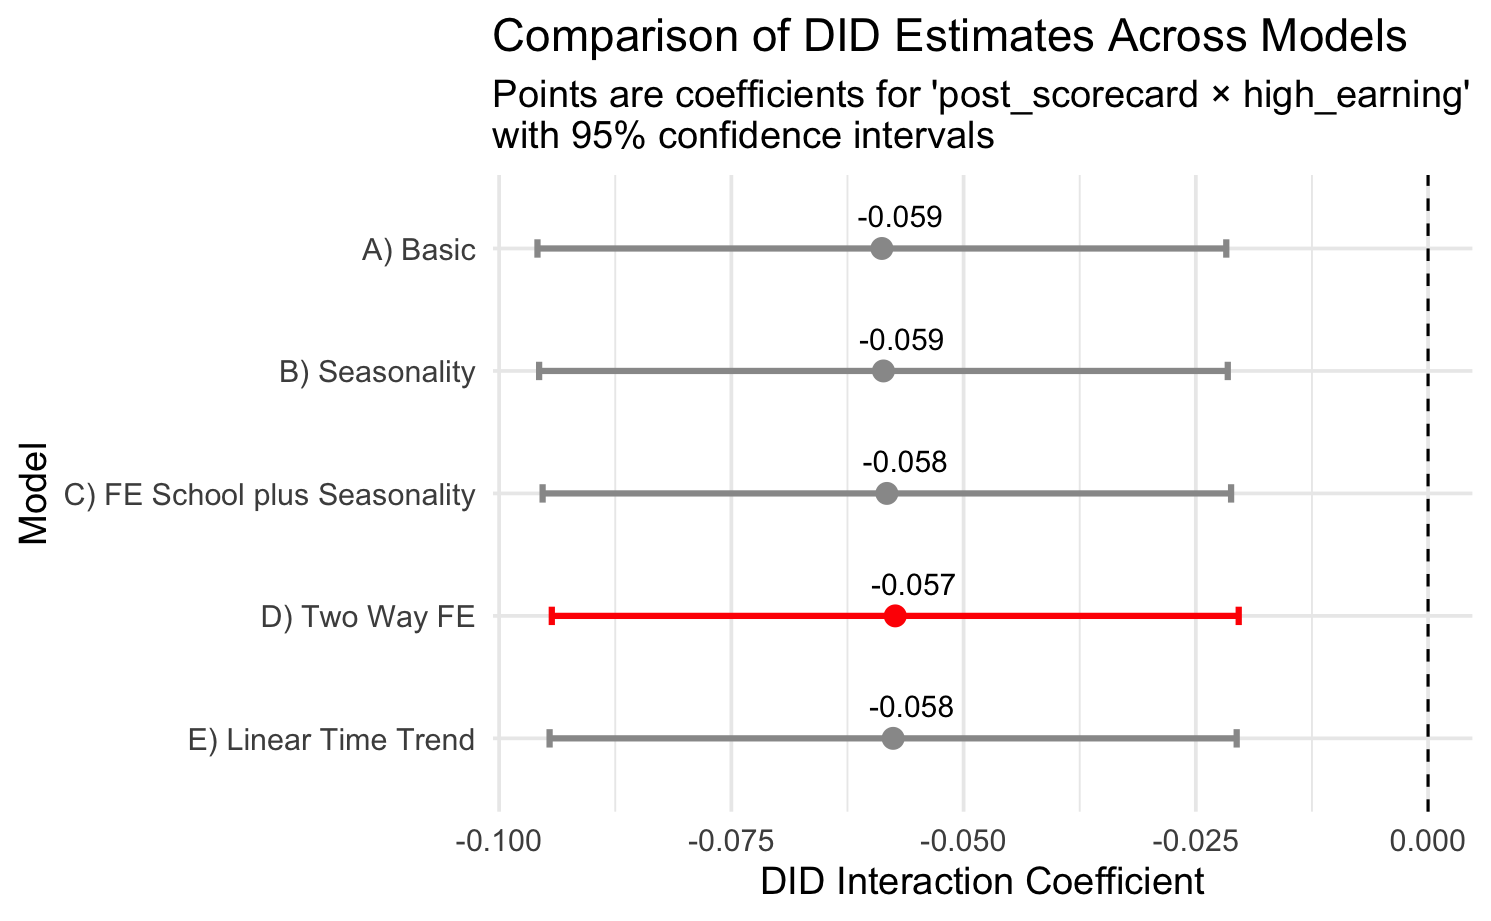 Comparison of DID Estimates Across Models
Points are coefficients for 'post_scorecard × high_earning'
with 95% confidence intervals
Model
A) Basic
-0.059
B) Seasonality
-0.059
C) FE School plus Seasonality
-0.058
D) Two Way FE
-0.057
E) Linear Time Trend
-0.058
-0.100 -0.075 -0.050 -0.025 0.000
DID Interaction Coefficient